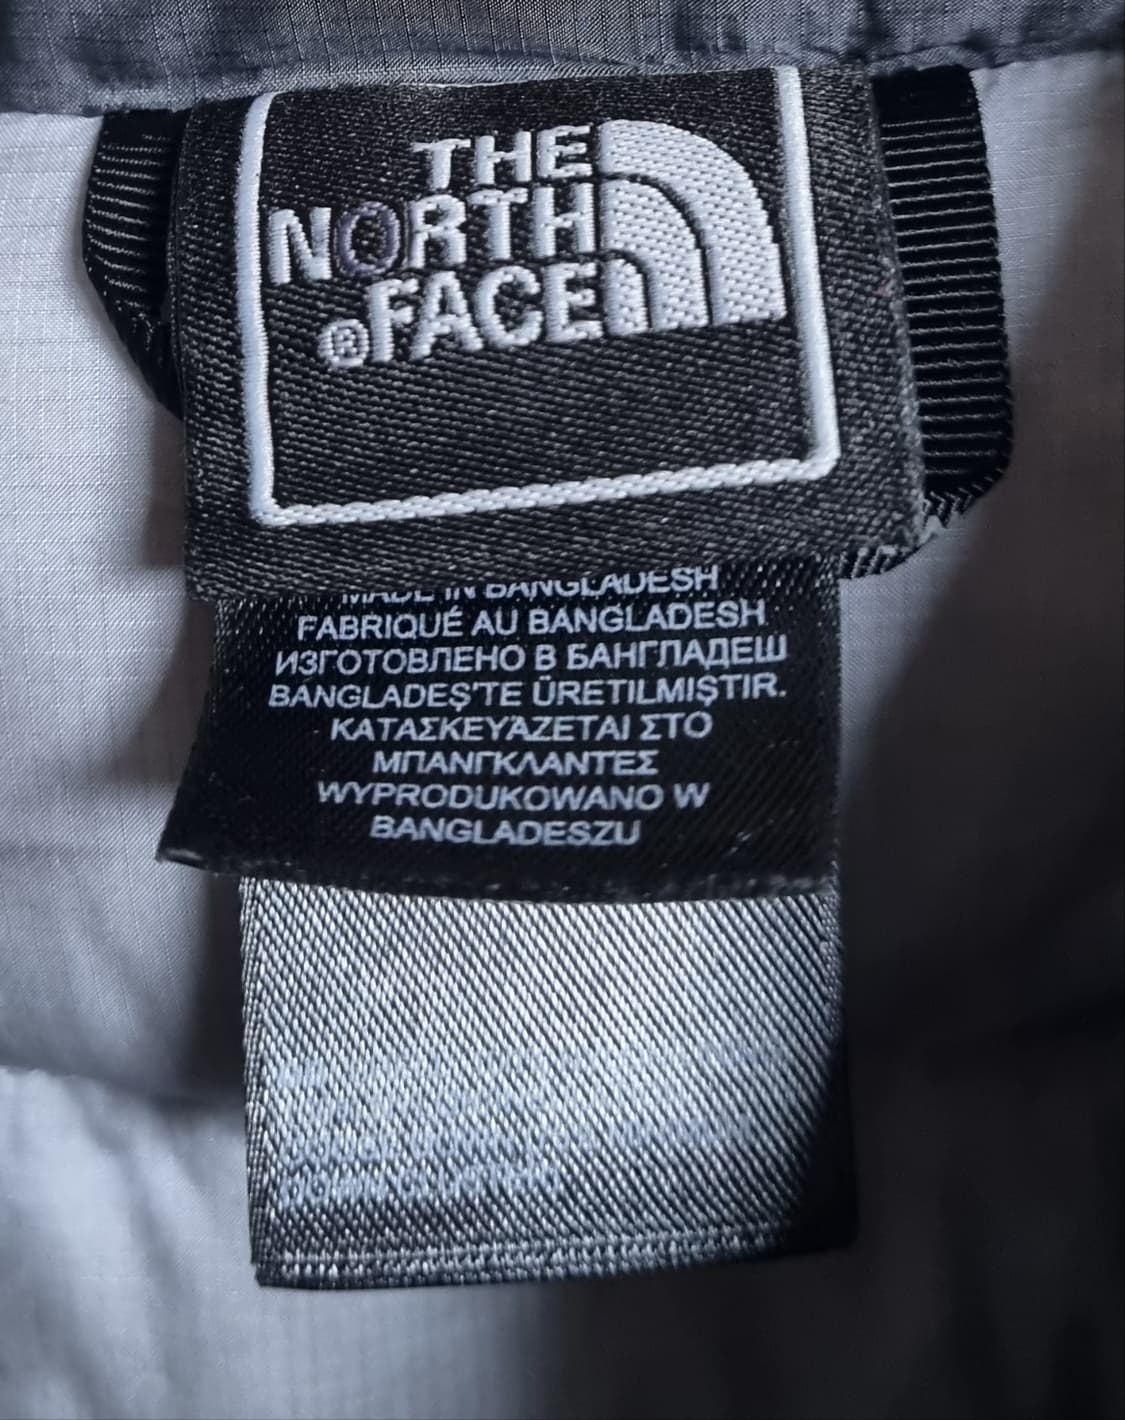 THE
NORTH
®FACE
MADE IN BANGLADESH
FABRIQUÉ AU BANGLADESH
ИЗГОТОВЛЕНО В БАНГЛАДЕШ
BANGLADEŞ'TE ÜRETILMIŞTIR.
ΚΑΤΑΣΚΕΥΆΖΕΤΑΙ ΣΤΟ
ΜΠΑΝΓΚΛΑΝΤΕΣ
WYPRODUKOWANO W
BANGLADESZU